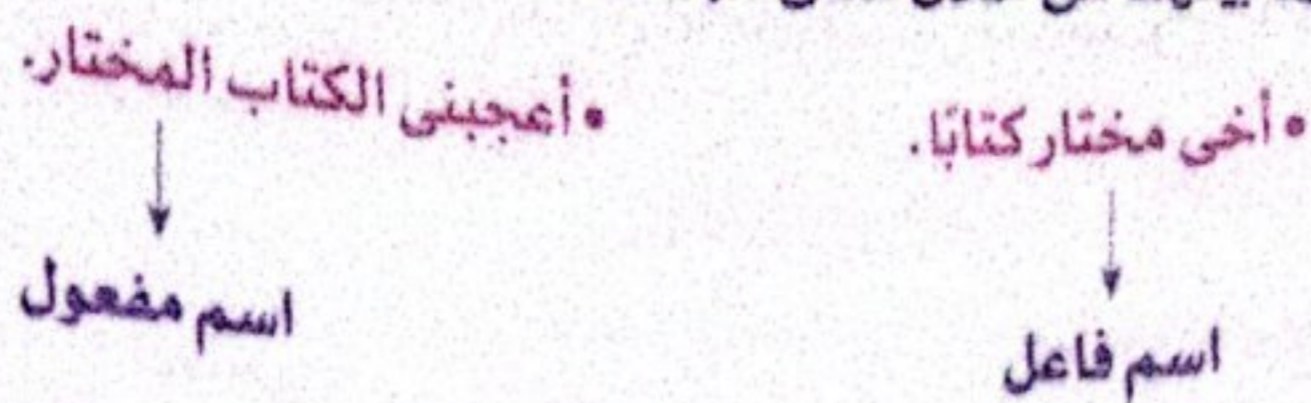 • أخى مختار كتابًا.
• أعجبنى الكتاب المختار.
اسم فاعل
اسم مفعول